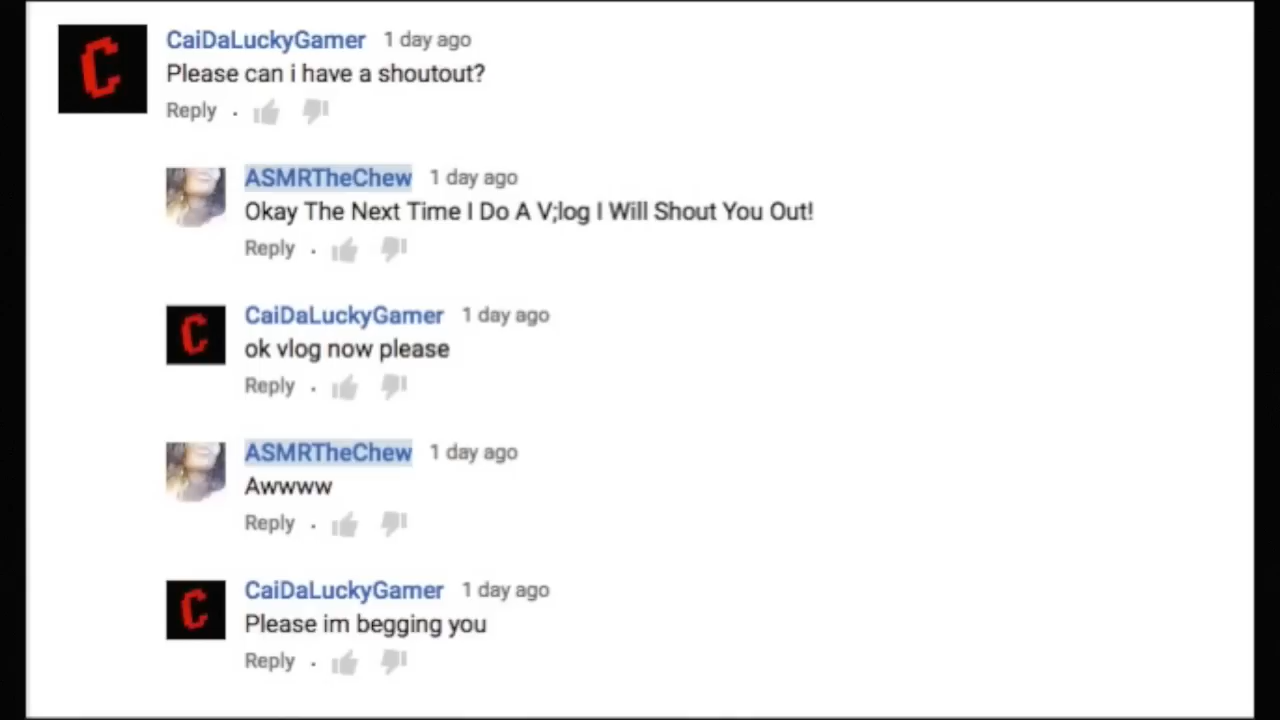 CaiDaLuckyGamer 1 day ago
Please can i have a shoutout?
Reply .
ASMRTheChew 1 day ago
Okay The Next Time I Do A V;log I Will Shout You Out!
Reply .
CaiDaLuckyGamer 1 day ago
ok vlog now please
Reply .
ASMRTheChew 1 day ago
Awwww
Reply .
CaiDaLuckyGamer 1 day ago
Please im begging you
Reply .